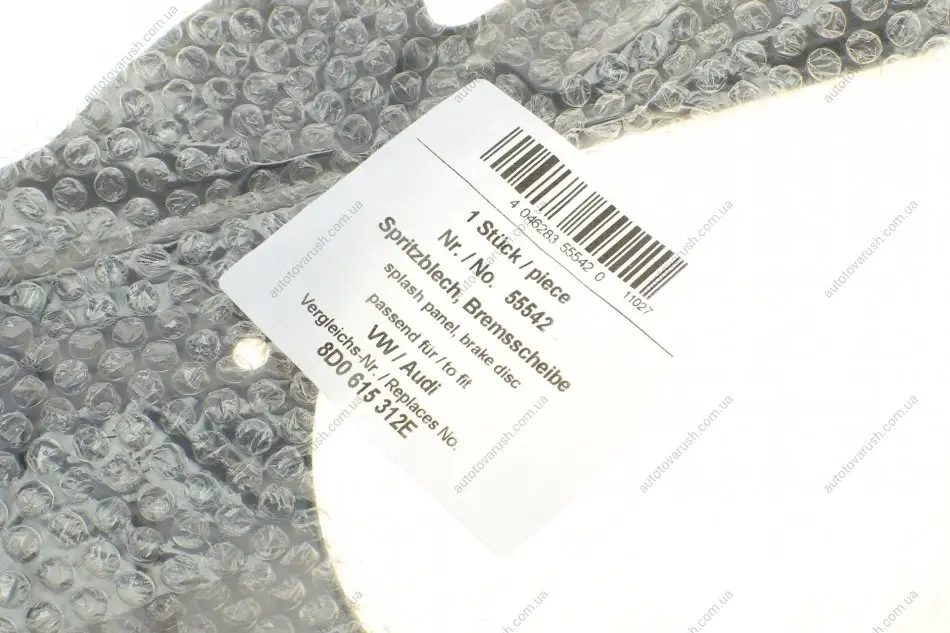 4 046283 55542 0 11027
1 Stück / piece
Nr. / No. 55542
Spritzblech, Bremsscheibe
splash panel, brake disc
passend für / to fit
VW / Audi
Vergleichs-Nr. / Replaces No.
8D0 615 312E
autotovarush.com.ua